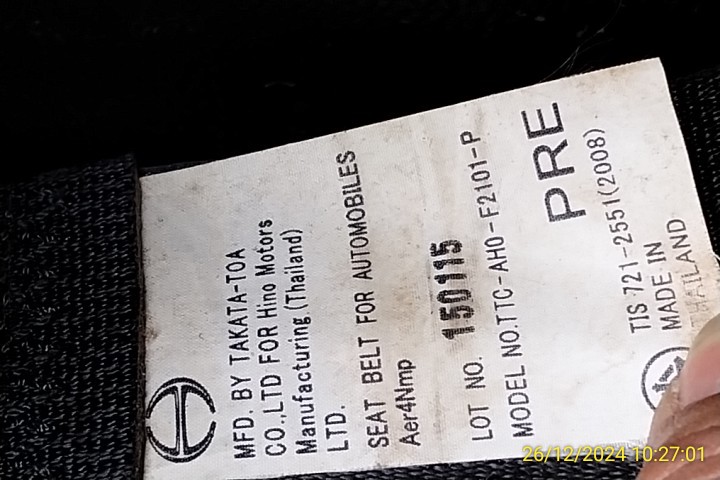 MFD. BY TAKATA-TOA
CO.,LTD FOR Hino Motors
Manufacturing.(Thailand)
LTD.
SEAT BELT FOR AUTOMOBILES
Aer4Nmp
LOT NO. 150115
MODEL NO.TTC-AHO-F2101-P
PRE
TIS 721-2551(2008)
MADE IN
THAILAND
26/12/2024 10:27:01